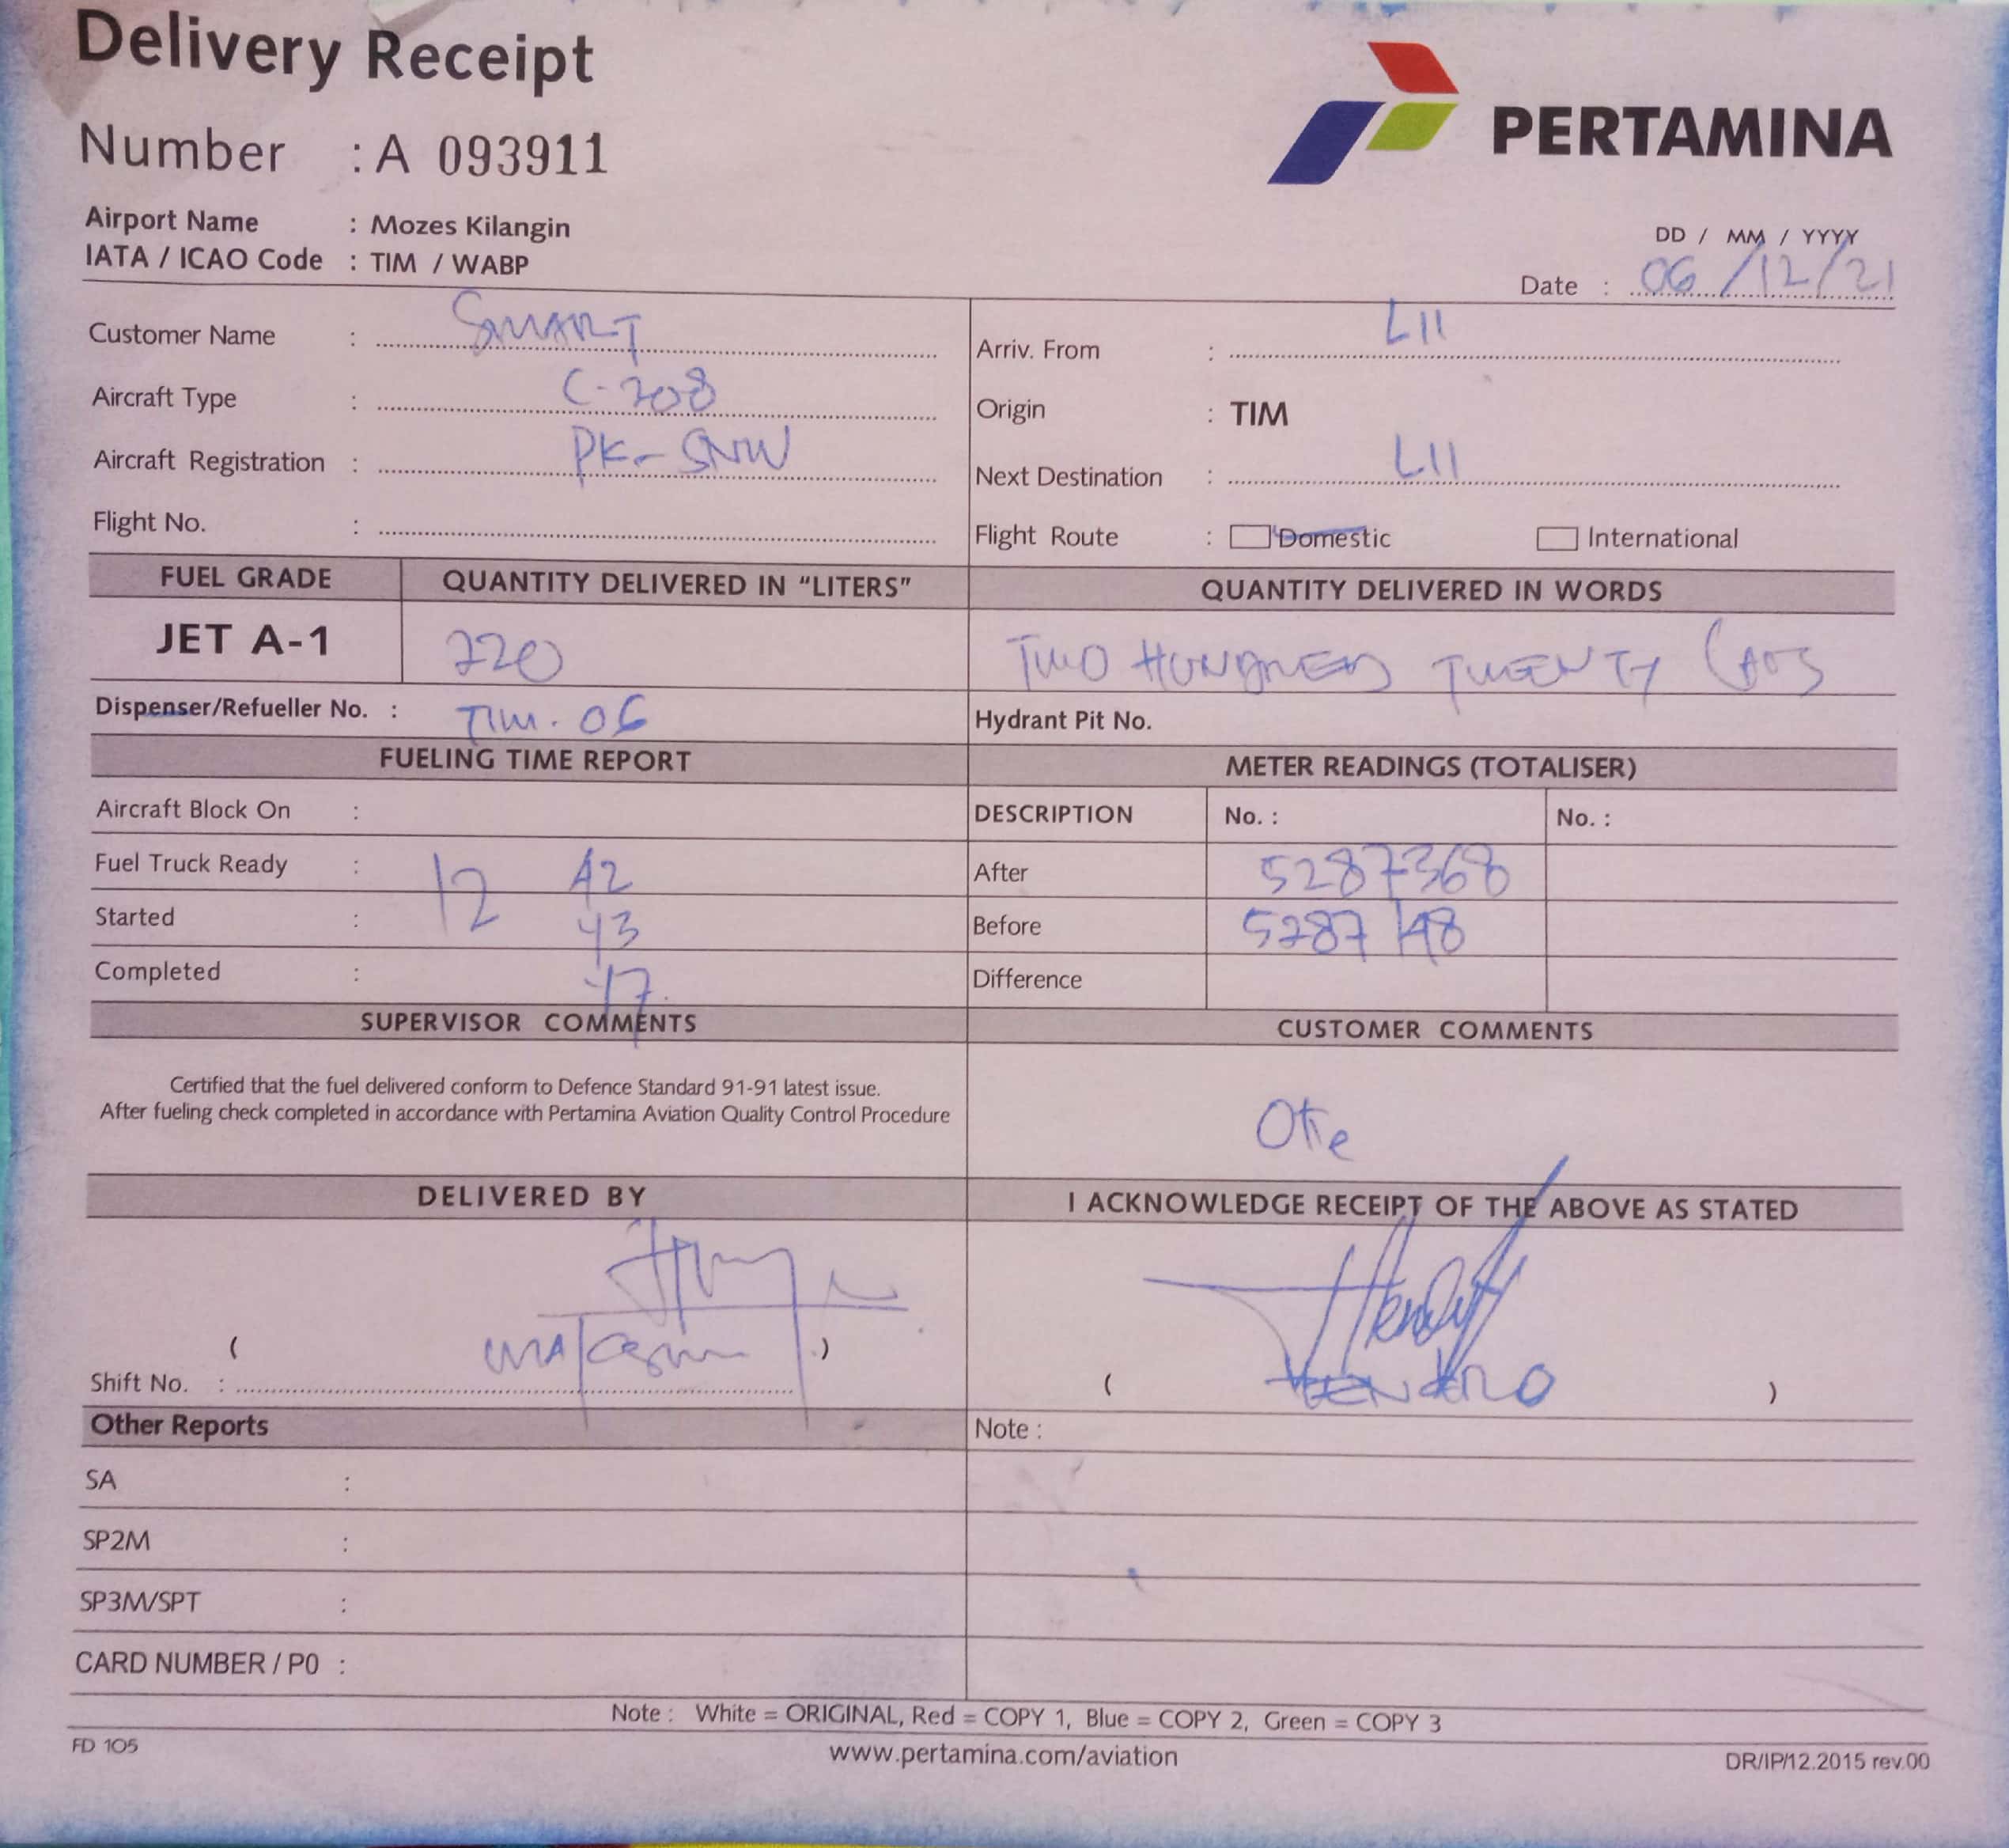 Delivery Receipt
PERTAMINA
Number : A 093911
Airport Name : Mozes Kilangin
IATA / ICAO Code : TIM / WABP
DD / MM / YYYY
Date : 06/12/21
Customer Name : SMART
Arriv. From : LII
Aircraft Type : C-208
Origin : TIM
Aircraft Registration : PK-SNW
Next Destination : LII
Flight No. :
Flight Route : Domestic International
FUEL GRADE QUANTITY DELIVERED IN “LITERS” QUANTITY DELIVERED IN WORDS
JET A-1 220 TWO HUNDRED TWENTY
Dispenser/Refueller No. : TIM. 06
Hydrant Pit No.
FUELING TIME REPORT METER READINGS (TOTALISER)
Aircraft Block On :
DESCRIPTION No. : No. :
Fuel Truck Ready : 12 42
After 5287368
Started : 43
Before 5287148
Completed : 47
Difference
SUPERVISOR COMMENTS CUSTOMER COMMENTS
Certified that the fuel delivered conform to Defence Standard 91-91 latest issue.
After fueling check completed in accordance with Pertamina Aviation Quality Control Procedure
Oke
DELIVERED BY I ACKNOWLEDGE RECEIPT OF THE ABOVE AS STATED
( )
Shift No. :
( HENDRO )
Other Reports Note :
SA :
SP2M :
SP3M/SPT :
CARD NUMBER / P0 :
Note : White = ORIGINAL, Red = COPY 1, Blue = COPY 2, Green = COPY 3
FD 105 www.pertamina.com/aviation DR/IP/12.2015 rev.00